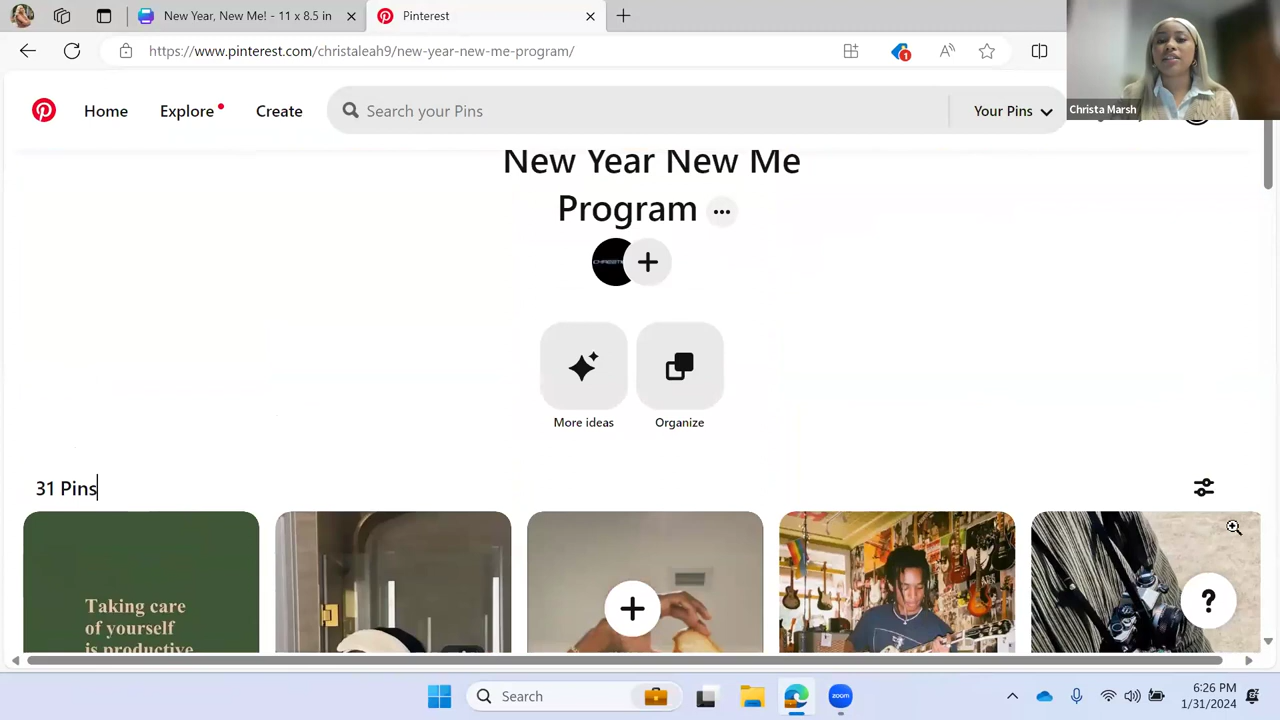 New Year, New Me! - 11 x 8.5 in
Pinterest
https://www.pinterest.com/christaleah9/new-year-new-me-program/
1
Home
Explore
Create
Search your Pins
Your Pins
Christa Marsh
New Year New Me
Program
More ideas
Organize
31 Pins
Taking care
of yourself
is productive
?
Search
zoom
6:26 PM
1/31/2024